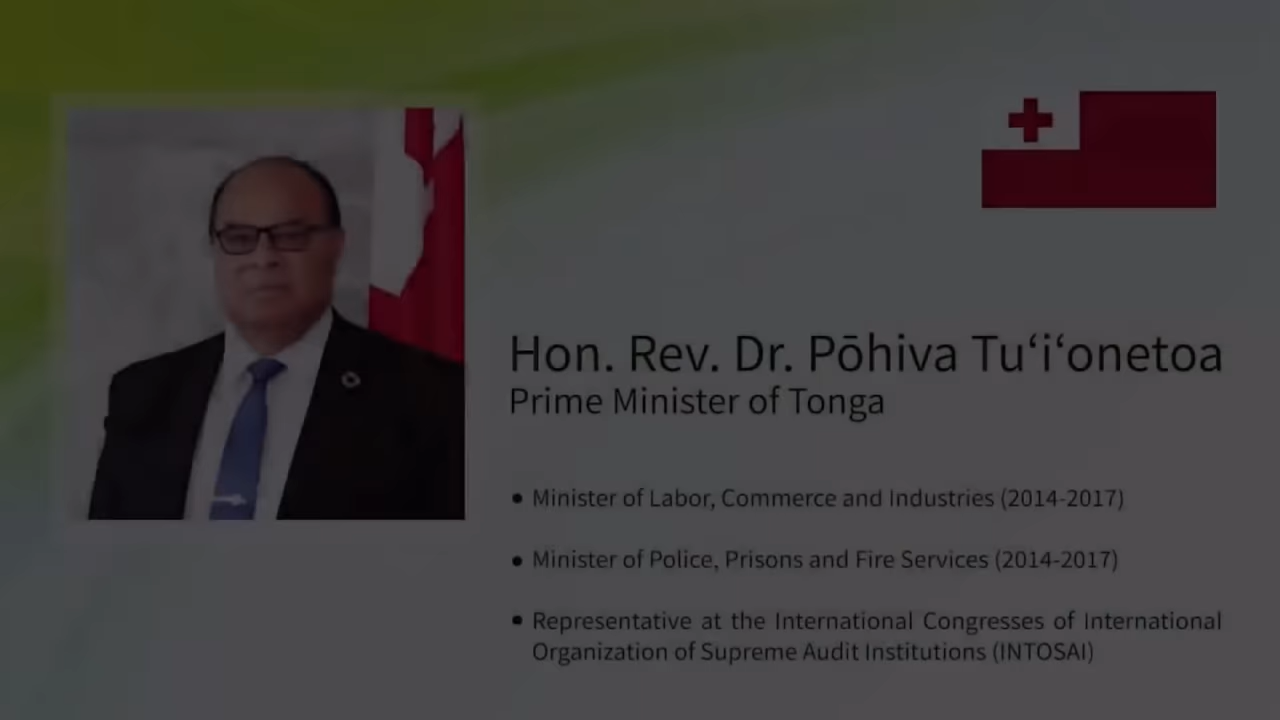 Hon. Rev. Dr. Pōhiva Tu‘i‘onetoa
Prime Minister of Tonga
• Minister of Labor, Commerce and Industries (2014-2017)
• Minister of Police, Prisons and Fire Services (2014-2017)
• Representative at the International Congresses of International
Organization of Supreme Audit Institutions (INTOSAI)